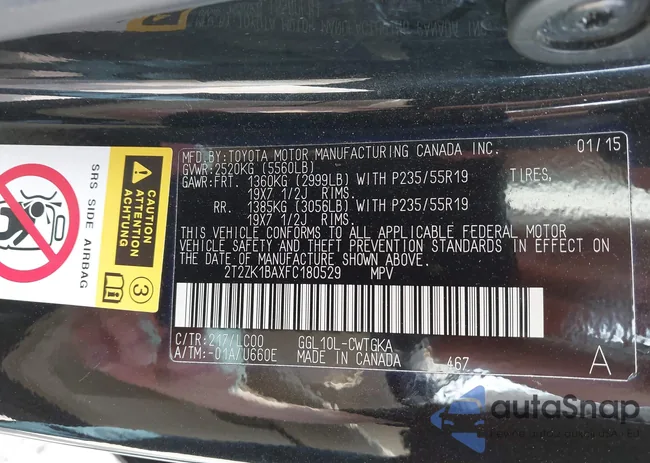 MFD.BY:TOYOTA MOTOR MANUFACTURING CANADA INC. 01/15
GVWR:2520KG (5560LB)
GAWR:FRT. 1360KG (2999LB) WITH P235/55R19 TIRES,
19X7 1/2J RIMS.
RR. 1385KG (3056LB) WITH P235/55R19
19X7 1/2J RIMS.
THIS VEHICLE CONFORMS TO ALL APPLICABLE FEDERAL MOTOR
VEHICLE SAFETY AND THEFT PREVENTION STANDARDS IN EFFECT ON
THE DATE OF MANUFACTURE SHOWN ABOVE.
2T2ZK1BAXFC180529 MPV
C/TR:217/LC00 GGL10L-CWTGKA
A/TM:-01A/U660E MADE IN CANADA 467 A
SRS SIDE AIRBAG
CAUTION
ATTENTION
ACHTUNG
3
autoSnap